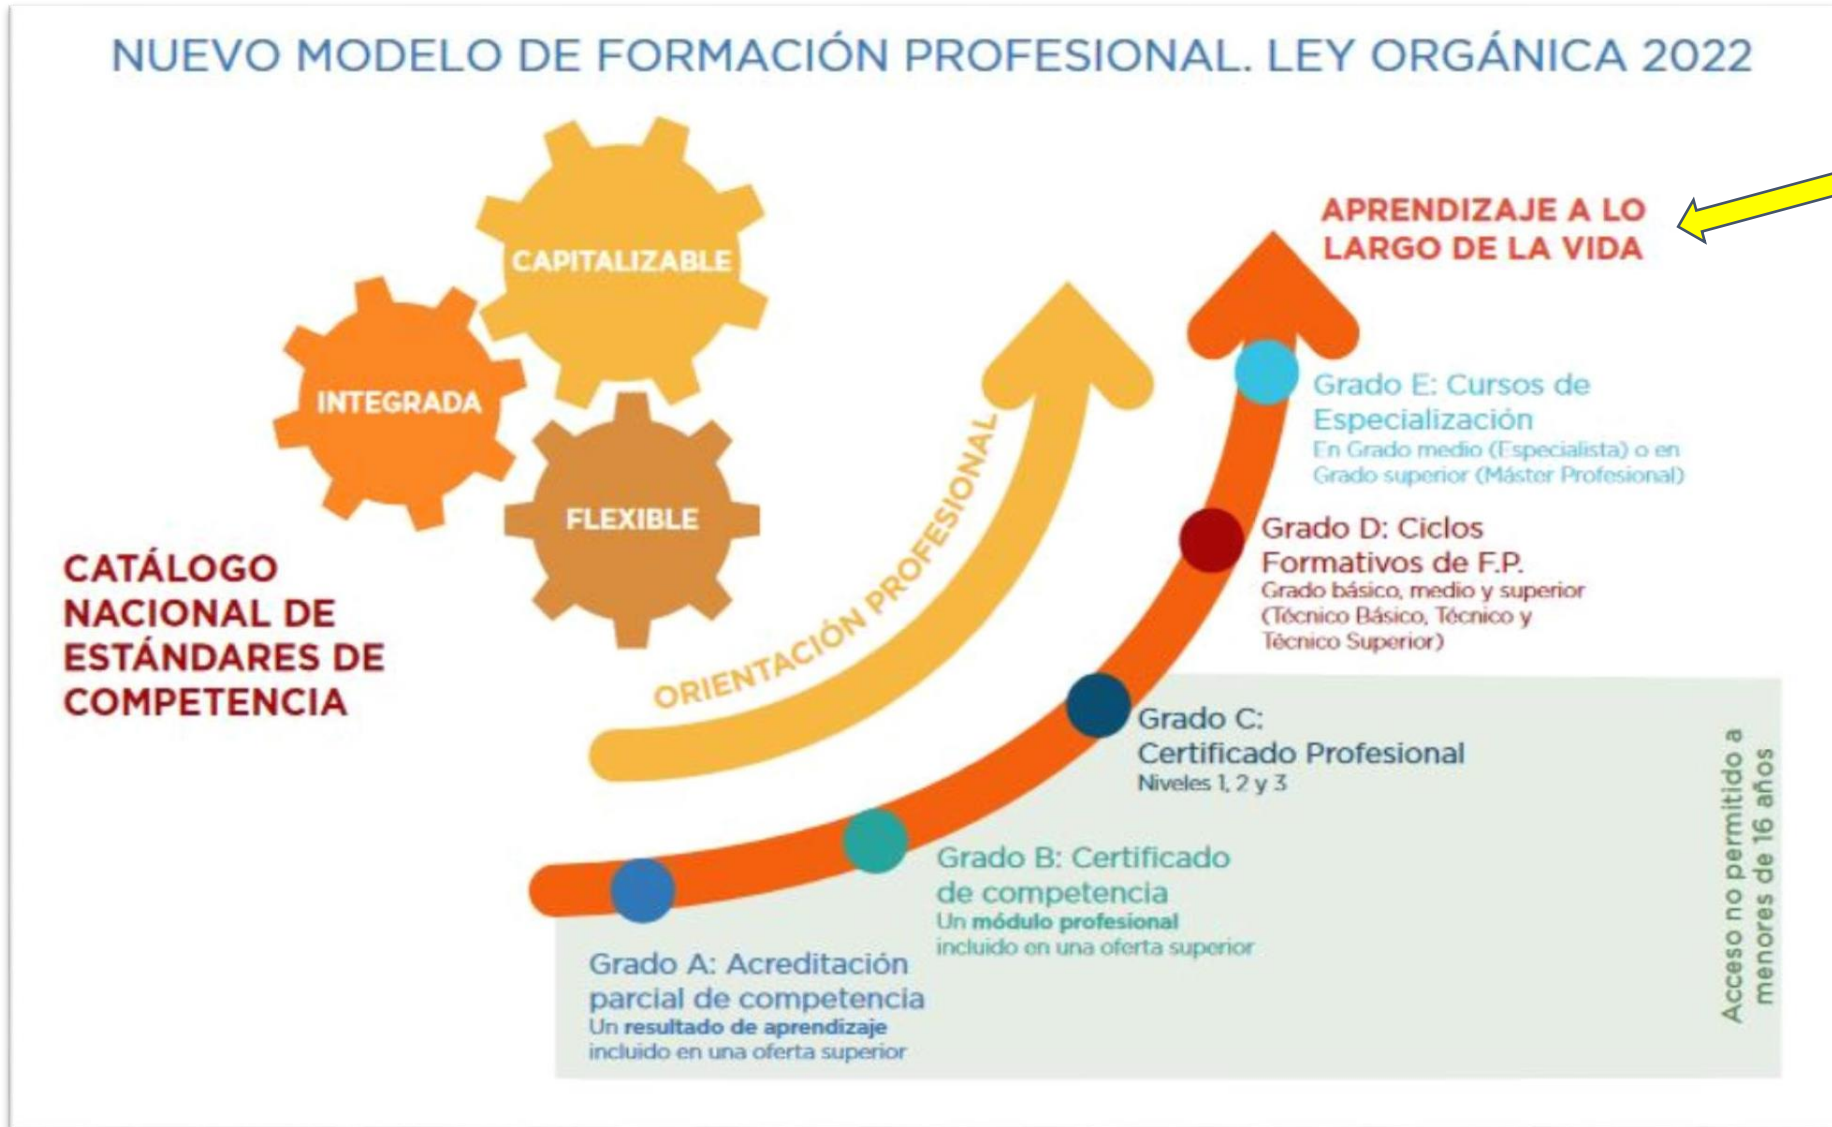 NUEVO MODELO DE FORMACIÓN PROFESIONAL. LEY ORGÁNICA 2022
CAPITALIZABLE
INTEGRADA
FLEXIBLE
CATÁLOGO
NACIONAL DE
ESTÁNDARES DE
COMPETENCIA
ORIENTACIÓN PROFESIONAL
APRENDIZAJE A LO
LARGO DE LA VIDA
Grado E: Cursos de
Especialización
En Grado medio (Especialista) o en
Grado superior (Máster Profesional)
Grado D: Ciclos
Formativos de F.P.
Grado básico, medio y superior
(Técnico Básico, Técnico y
Técnico Superior)
Grado C:
Certificado Profesional
Niveles 1, 2 y 3
Grado B: Certificado
de competencia
Un módulo profesional
incluido en una oferta superior
Grado A: Acreditación
parcial de competencia
Un resultado de aprendizaje
incluido en una oferta superior
Acceso no permitido a
menores de 16 años